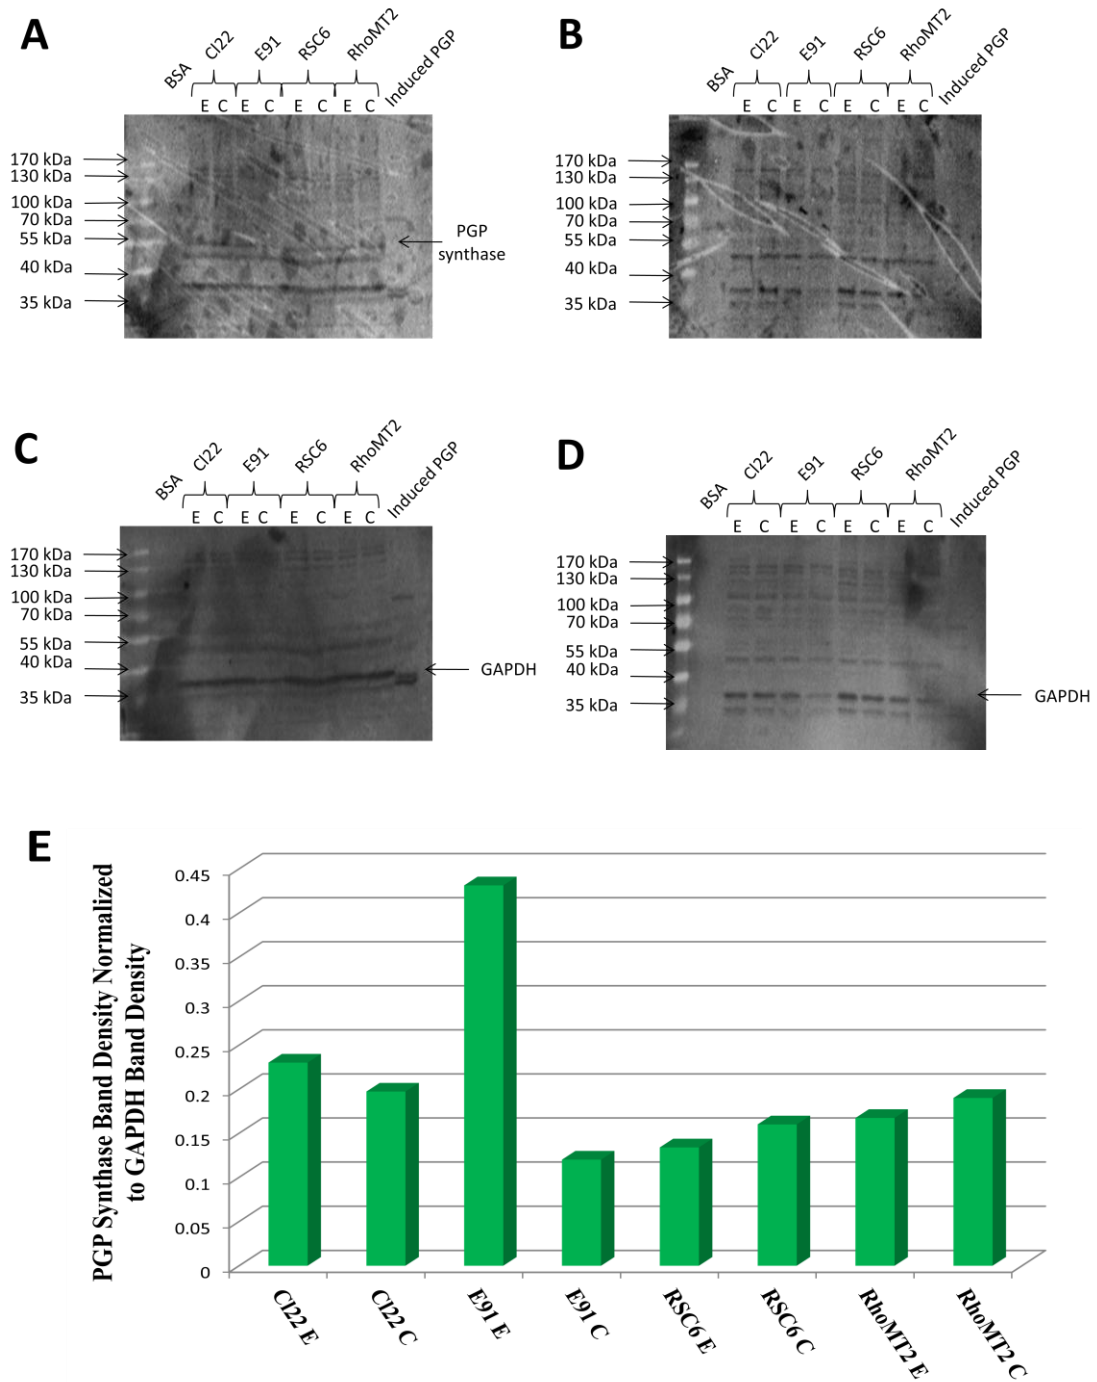 A
BSA
Cl22
E91
RSC6
RhoMT2
Induced PGP
E C E C E C E C
170 kDa
130 kDa
100 kDa
70 kDa
55 kDa
40 kDa
35 kDa
PGP
synthase
B
BSA
Cl22
E91
RSC6
RhoMT2
Induced PGP
E C E C E C E C
170 kDa
130 kDa
100 kDa
70 kDa
55 kDa
40 kDa
35 kDa
C
BSA
Cl22
E91
RSC6
RhoMT2
Induced PGP
E C E C E C E C
170 kDa
130 kDa
100 kDa
70 kDa
55 kDa
40 kDa
35 kDa
GAPDH
D
BSA
Cl22
E91
RSC6
RhoMT2
Induced PGP
E C E C E C E C
170 kDa
130 kDa
100 kDa
70 kDa
55 kDa
40 kDa
35 kDa
GAPDH
E
PGP Synthase Band Density Normalized
to GAPDH Band Density
0.45
0.4
0.35
0.3
0.25
0.2
0.15
0.1
0.05
0
Cl22 E
Cl22 C
E91 E
E91 C
RSC6 E
RSC6 C
RhoMT2 E
RhoMT2 C